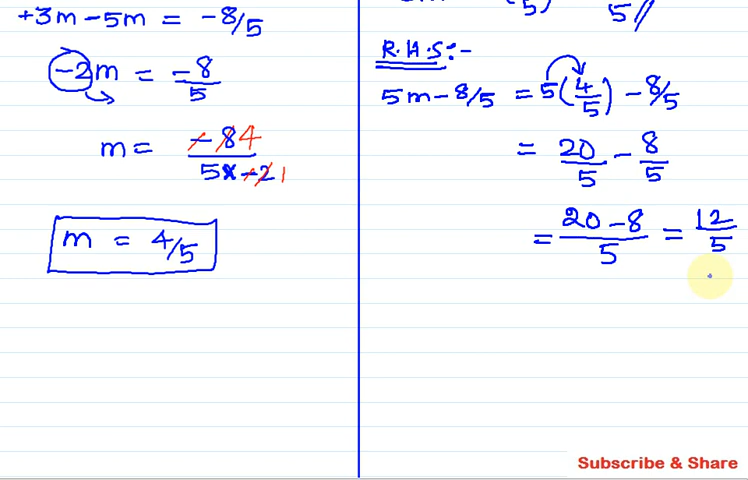 +3m - 5m = -8/5
-2m = -8/5
m = -8 4 / 5 x -2 1
m = 4/5
5//
R.H.S:-
5m - 8/5 = 5(4/5) - 8/5
= 20/5 - 8/5
= 20 - 8 / 5 = 12/5
Subscribe & Share